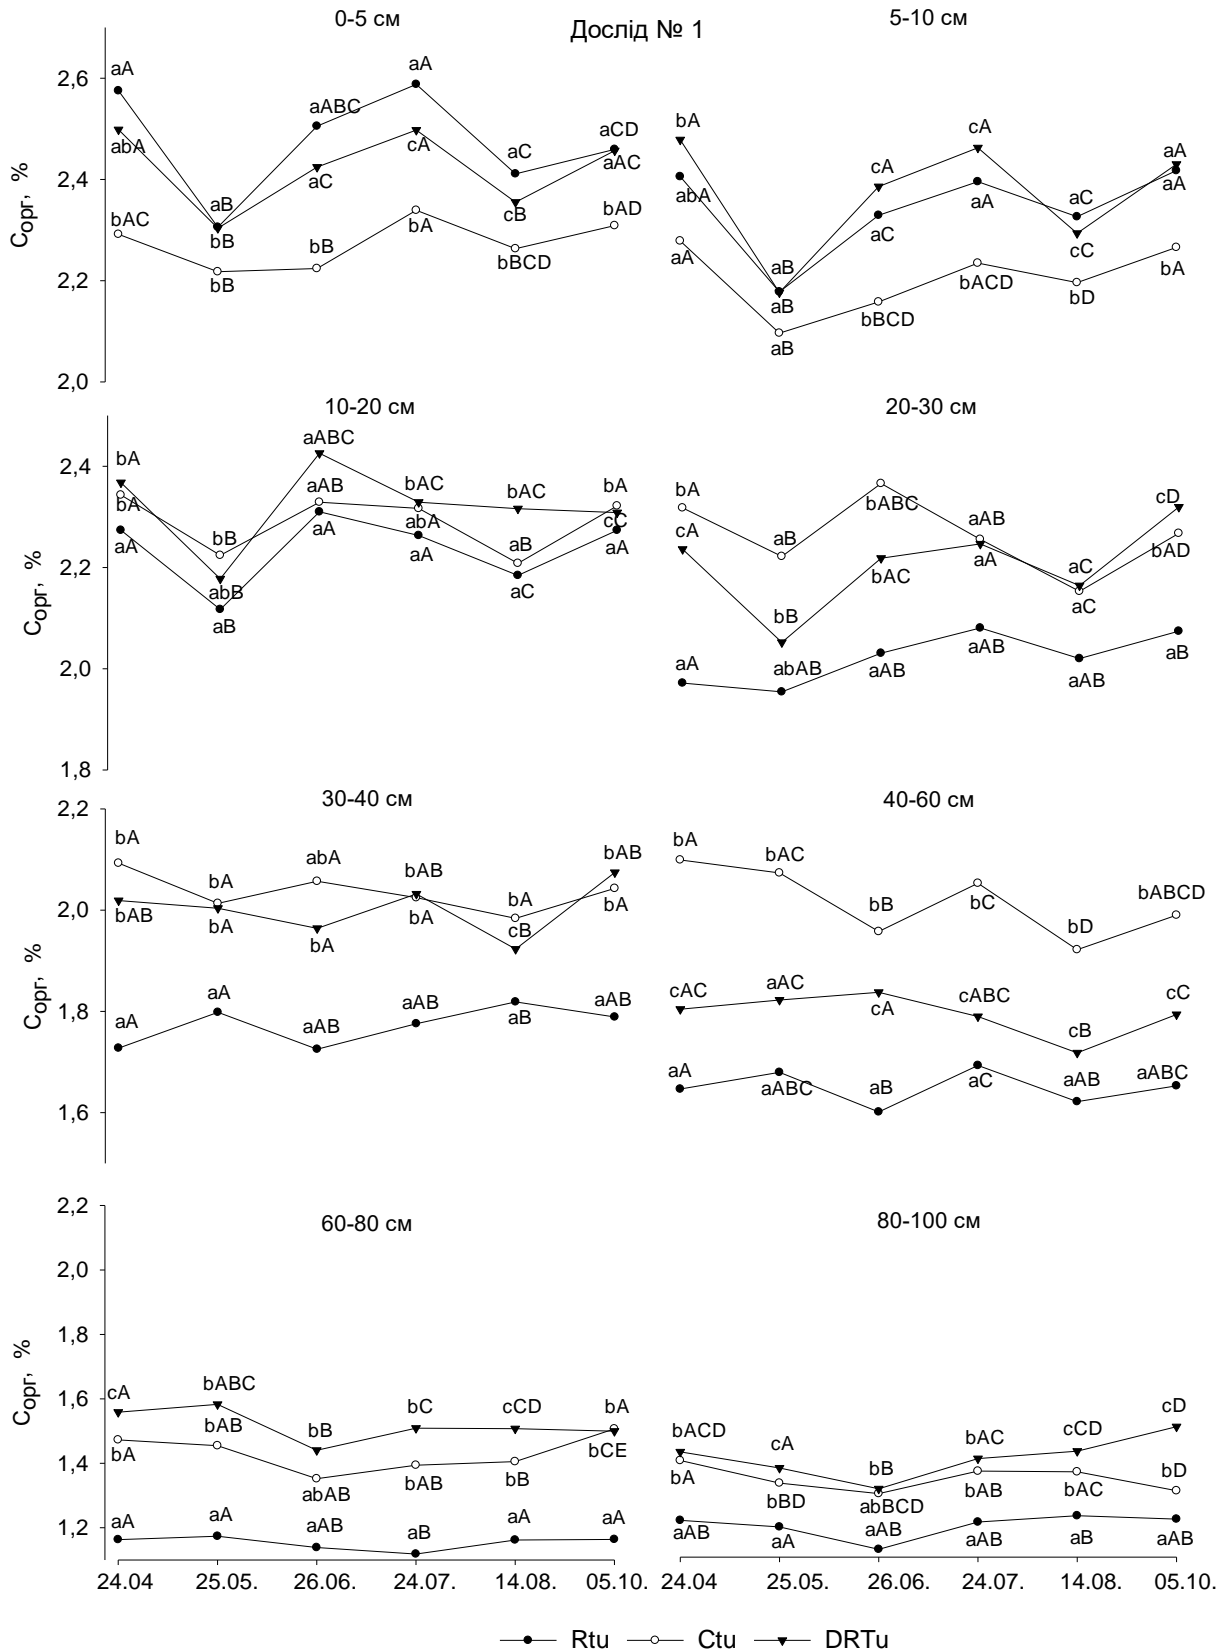 0-5 см
Дослід № 1
5-10 см
Cорг, %
2,6
2,4
2,2
2,0
aA
abA
bAC
aB
bB
bB
aABC
aC
bB
aA
cA
bA
aC
cB
bBCD
aCD
aAC
bAD
bA
abA
aA
aB
aB
aB
cA
aC
bBCD
cA
aA
bACD
aC
cC
bD
aA
aA
bA
10-20 см
20-30 см
Cорг, %
2,4
2,2
2,0
1,8
bA
bA
aA
bB
abB
aB
aABC
aAB
aA
bAC
abA
aA
bAC
aB
aC
bA
cC
aA
bA
cA
aA
aB
bB
abAB
bABC
bAC
aAB
aAB
aA
aAB
aC
aC
aAB
cD
bAD
aB
30-40 см
40-60 см
Cорг, %
2,2
2,0
1,8
1,6
bA
bAB
aA
bA
bA
aA
abA
bA
aAB
bAB
bA
aAB
bA
cB
aB
bAB
bA
aAB
bA
cAC
aA
bAC
aAC
aABC
bB
cA
aB
bC
cABC
aC
bD
cB
aAB
bABCD
cC
aABC
60-80 см
80-100 см
Cорг, %
2,2
2,0
1,8
1,6
1,4
1,2
cA
bA
aA
bABC
bAB
aA
bB
abAB
aAB
bC
bAB
aB
cCD
bB
aA
bA
bCE
aA
bACD
bA
aAB
cA
bBD
aA
bB
abBCD
aAB
bAC
bAB
aAB
cCD
bAC
aB
cD
bD
aAB
24.04 25.05. 26.06. 24.07. 14.08. 05.10.
24.04 25.05. 26.06. 24.07. 14.08. 05.10.
Rtu Ctu DRTu